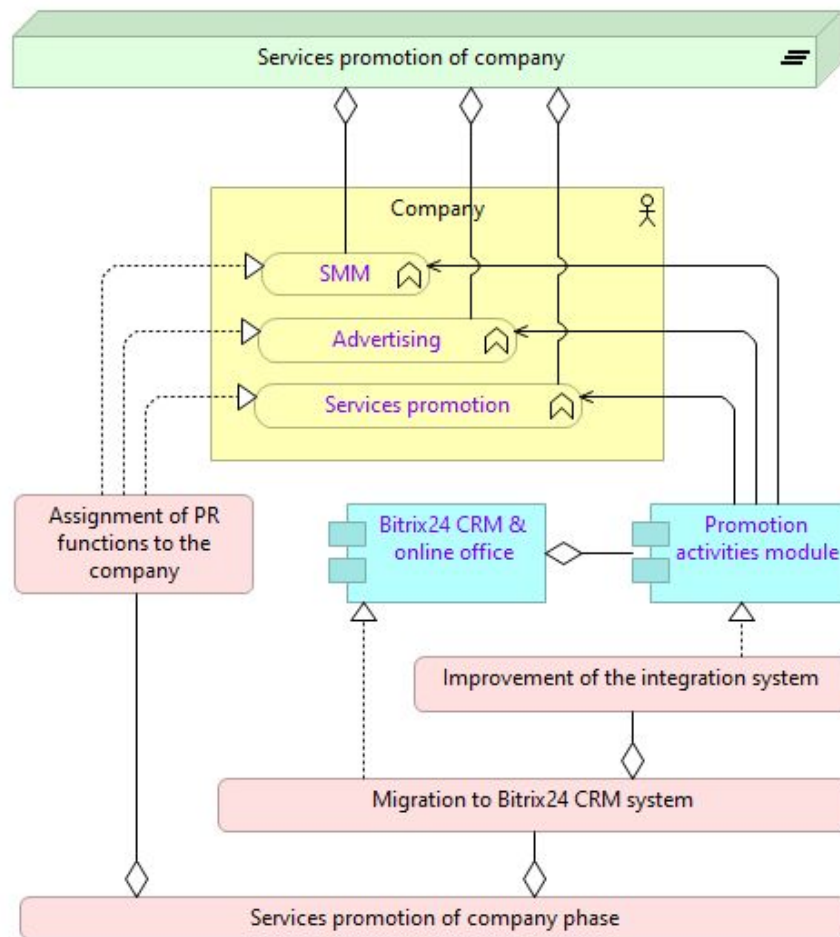 Services promotion of company
Company
SMM
Advertising
Services promotion
Assignment of PR
functions to the
company
Bitrix24 CRM &
online office
Promotion
activities module
Improvement of the integration system
Migration to Bitrix24 CRM system
Services promotion of company phase